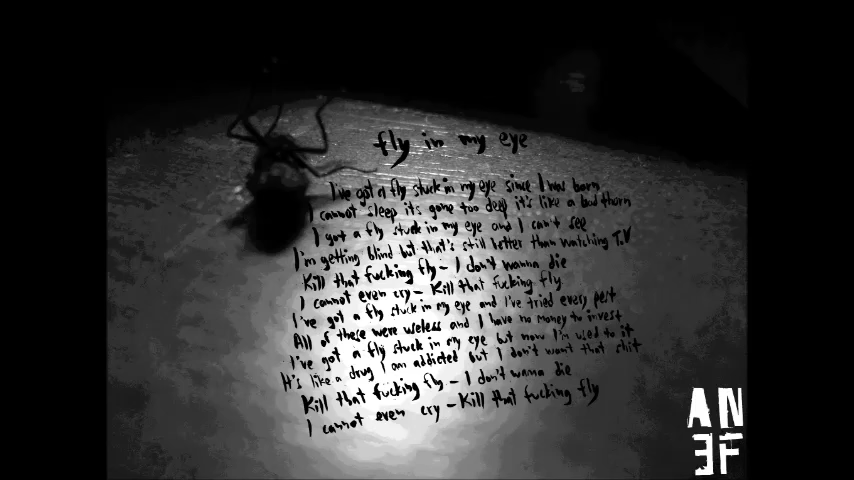 fly in my eye
I've got a fly stuck in my eye since I was born
I cannot sleep its gone too deep it's like a bad thorn
I got a fly stuck in my eye and I can't see
I'm getting blind but that's still better than watching T.V
Kill that fucking fly - I don't wanna die
I cannot even cry - Kill that fucking fly
I've got a fly stuck in my eye and I've tried every pest
All of these were useless and I have no money to invest
I've got a fly stuck in my eye but now I'm used to it
It's like a drug I am addicted but I don't want that shit
Kill that fucking fly - I don't wanna die
I cannot even cry - Kill that fucking fly
AN
ƎF